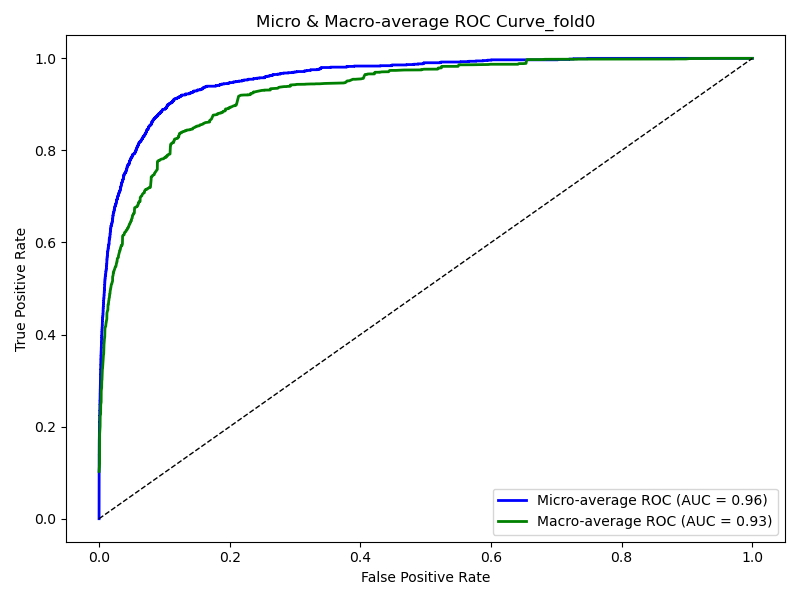 Micro & Macro-average ROC Curve_fold0
True Positive Rate
1.0
0.8
0.6
0.4
0.2
0.0
0.0 0.2 0.4 0.6 0.8 1.0
False Positive Rate
Micro-average ROC (AUC = 0.96)
Macro-average ROC (AUC = 0.93)